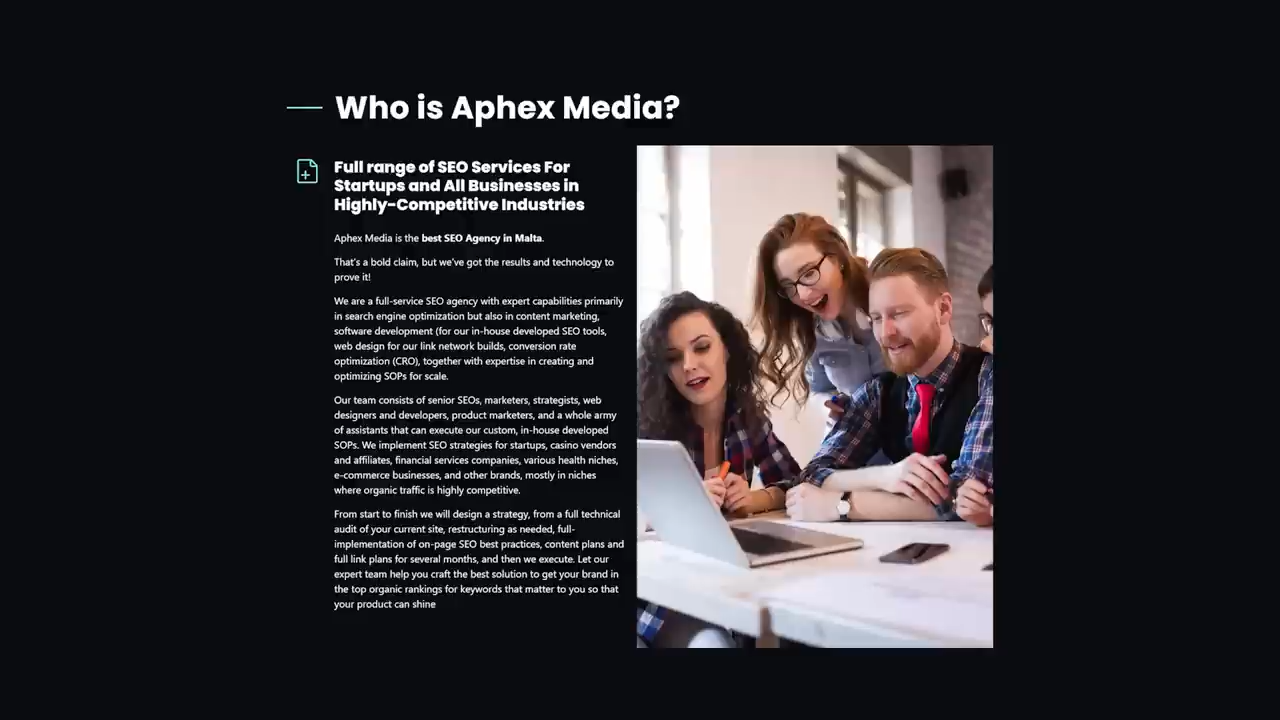 Who is Aphex Media?
Full range of SEO Services For
Startups and All Businesses in
Highly-Competitive Industries
Aphex Media is the best SEO Agency in Malta.
That's a bold claim, but we've got the results and technology to
prove it!
We are a full-service SEO agency with expert capabilities primarily
in search engine optimization but also in content marketing,
software development (for our in-house developed SEO tools,
web design for our link network builds, conversion rate
optimization (CRO), together with expertise in creating and
optimizing SOPs for scale.
Our team consists of senior SEOs, marketers, strategists, web
designers and developers, product marketers, and a whole army
of assistants that can execute our custom, in-house developed
SOPs. We implement SEO strategies for startups, casino vendors
and affiliates, financial services companies, various health niches,
e-commerce businesses, and other brands, mostly in niches
where organic traffic is highly competitive.
From start to finish we will design a strategy, from a full technical
audit of your current site, restructuring as needed, full-
implementation of on-page SEO best practices, content plans and
full link plans for several months, and then we execute. Let our
expert team help you craft the best solution to get your brand in
the top organic rankings for keywords that matter to you so that
your product can shine